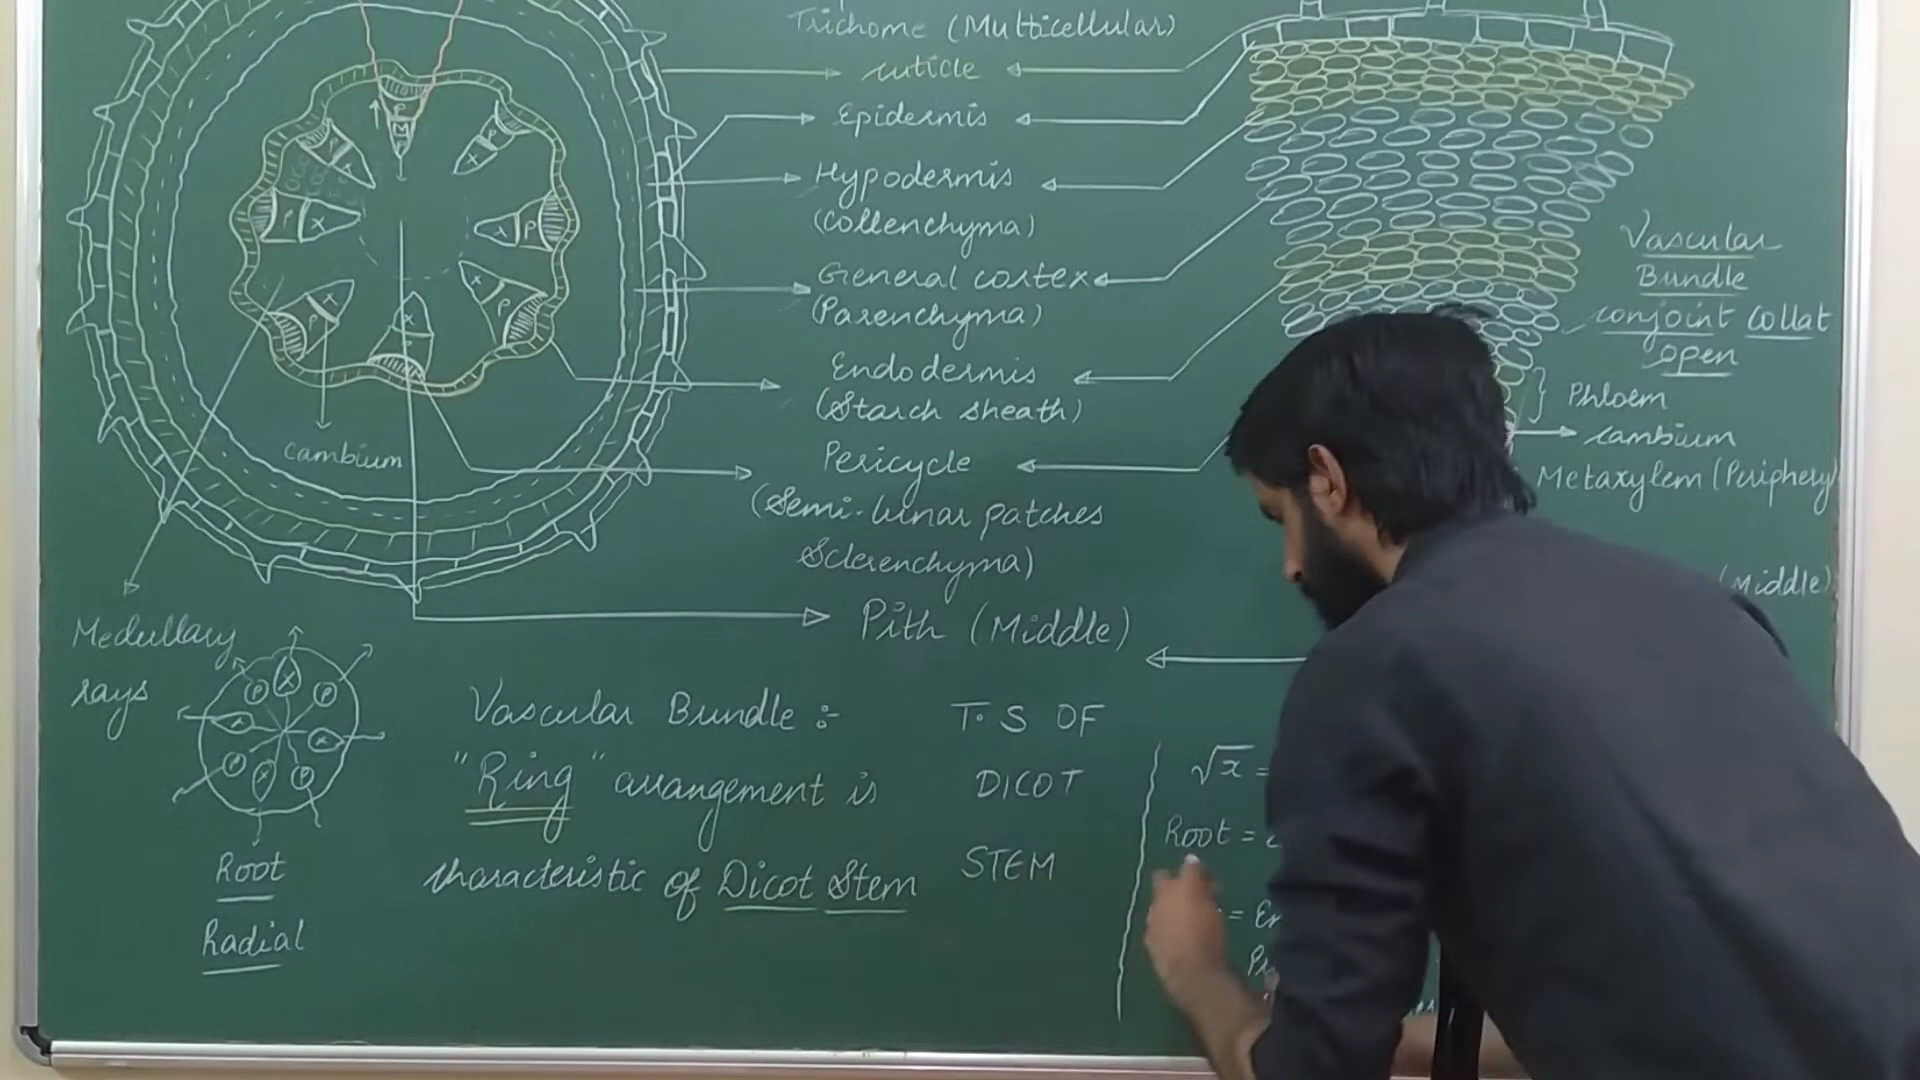 Trichome (Multicellular)
cuticle
Epidermis
Hypodermis
(Collenchyma)
General cortex
(Parenchyma)
Endodermis
(Starch sheath)
Pericycle
(Semi-lunar patches
Sclerenchyma)
Pith (Middle)
P
M
X
X
P X
X P
X P
X P
X
cambium
Medullary
rays
X
P P
X X
P P
X
Root
Radial
Vascular Bundle :-
"Ring" arrangement is
characteristic of Dicot Stem
T.S OF
DICOT
STEM
Vascular
Bundle
conjoint Collat
open
Phloem
cambium
Metaxylem (Periphery)
(Middle)
√x =
Root =
= En